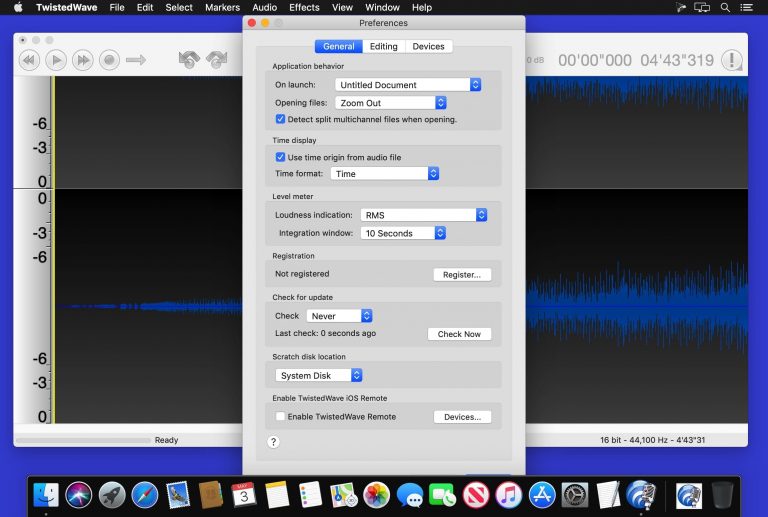 TwistedWave File Edit Select Markers Audio Effects View Window Help
Preferences
General Editing Devices
0 dB 00'00"000 04'43"319
Application behavior
On launch: Untitled Document
Opening files: Zoom Out
Detect split multichannel files when opening.
Time display
Use time origin from audio file
Time format: Time
Level meter
Loudness indication: RMS
Integration window: 10 Seconds
Registration
Not registered Register...
Check for update
Check Never
Last check: 0 seconds ago Check Now
Scratch disk location
System Disk
Enable TwistedWave iOS Remote
Enable TwistedWave Remote Devices...
?
-6
-3
0
0
-3
-6
-6
-3
0
Ready 16 bit - 44,100 Hz - 4'43"31
MAY
3